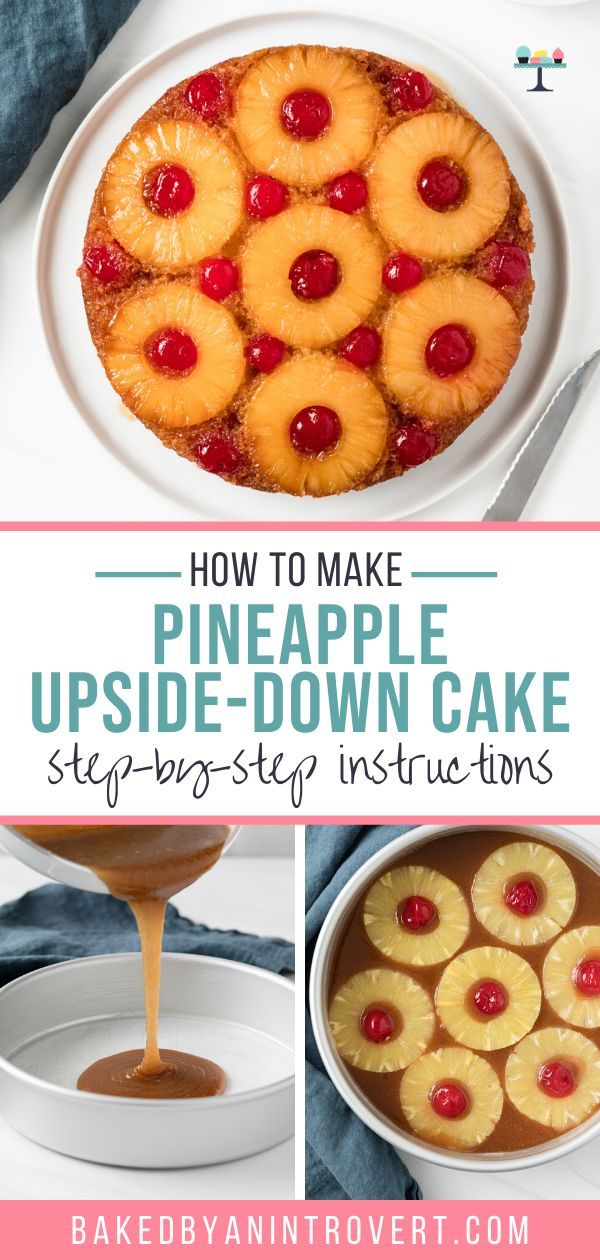 HOW TO MAKE
PINEAPPLE
UPSIDE-DOWN CAKE
step-by-step instructions
BAKEDBYANINTROVERT.COM